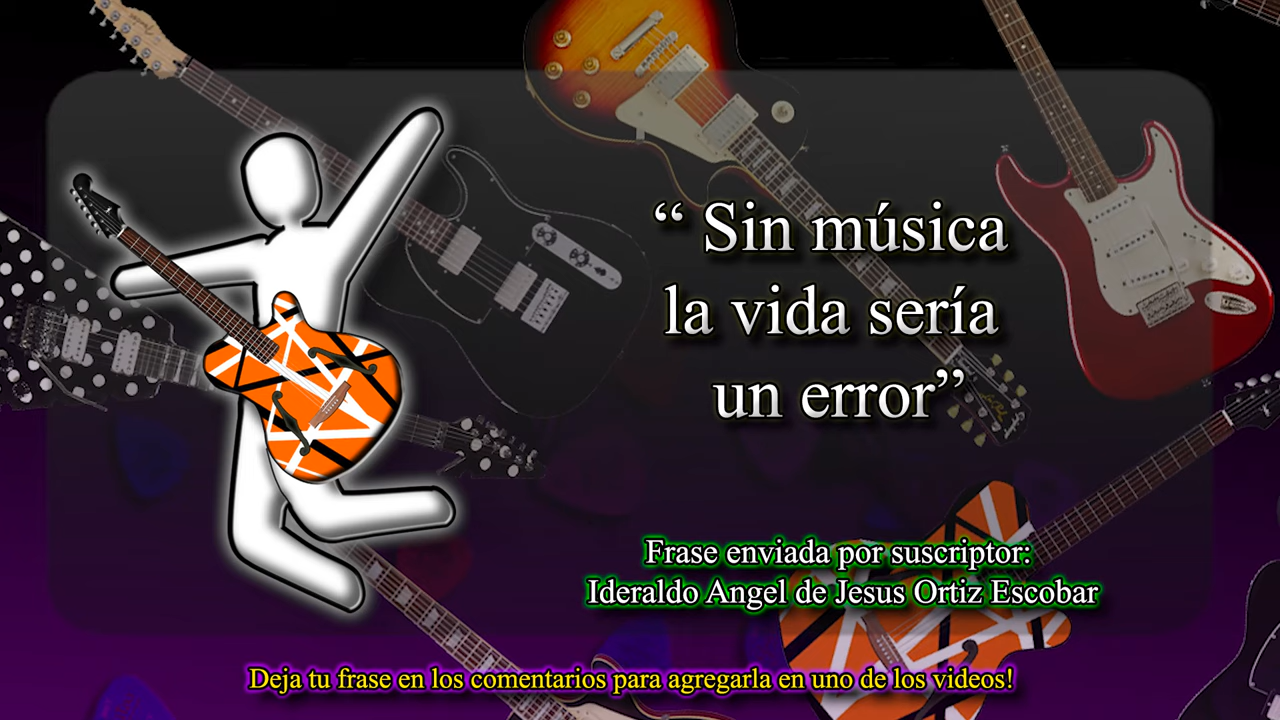 “ Sin música
la vida sería
un error”
Frase enviada por suscriptor:
Ideraldo Angel de Jesus Ortiz Escobar
Deja tu frase en los comentarios para agregarla en uno de los videos!